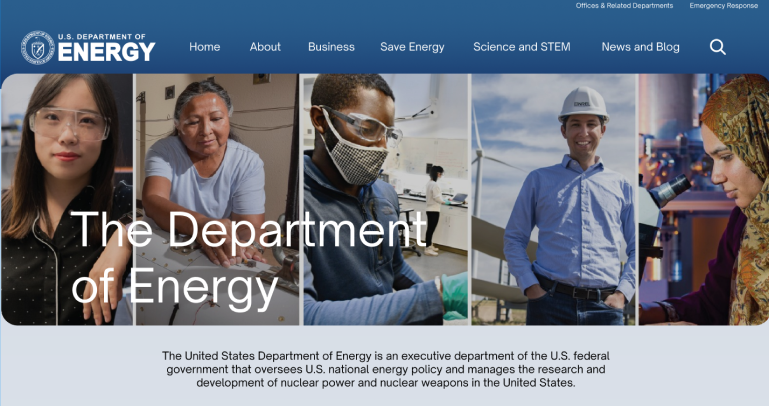 Offices & Related Departments Emergency Response
U.S. DEPARTMENT OF
ENERGY
Home About Business Save Energy Science and STEM News and Blog
The Department
of Energy
The United States Department of Energy is an executive department of the U.S. federal
government that oversees U.S. national energy policy and manages the research and
development of nuclear power and nuclear weapons in the United States.